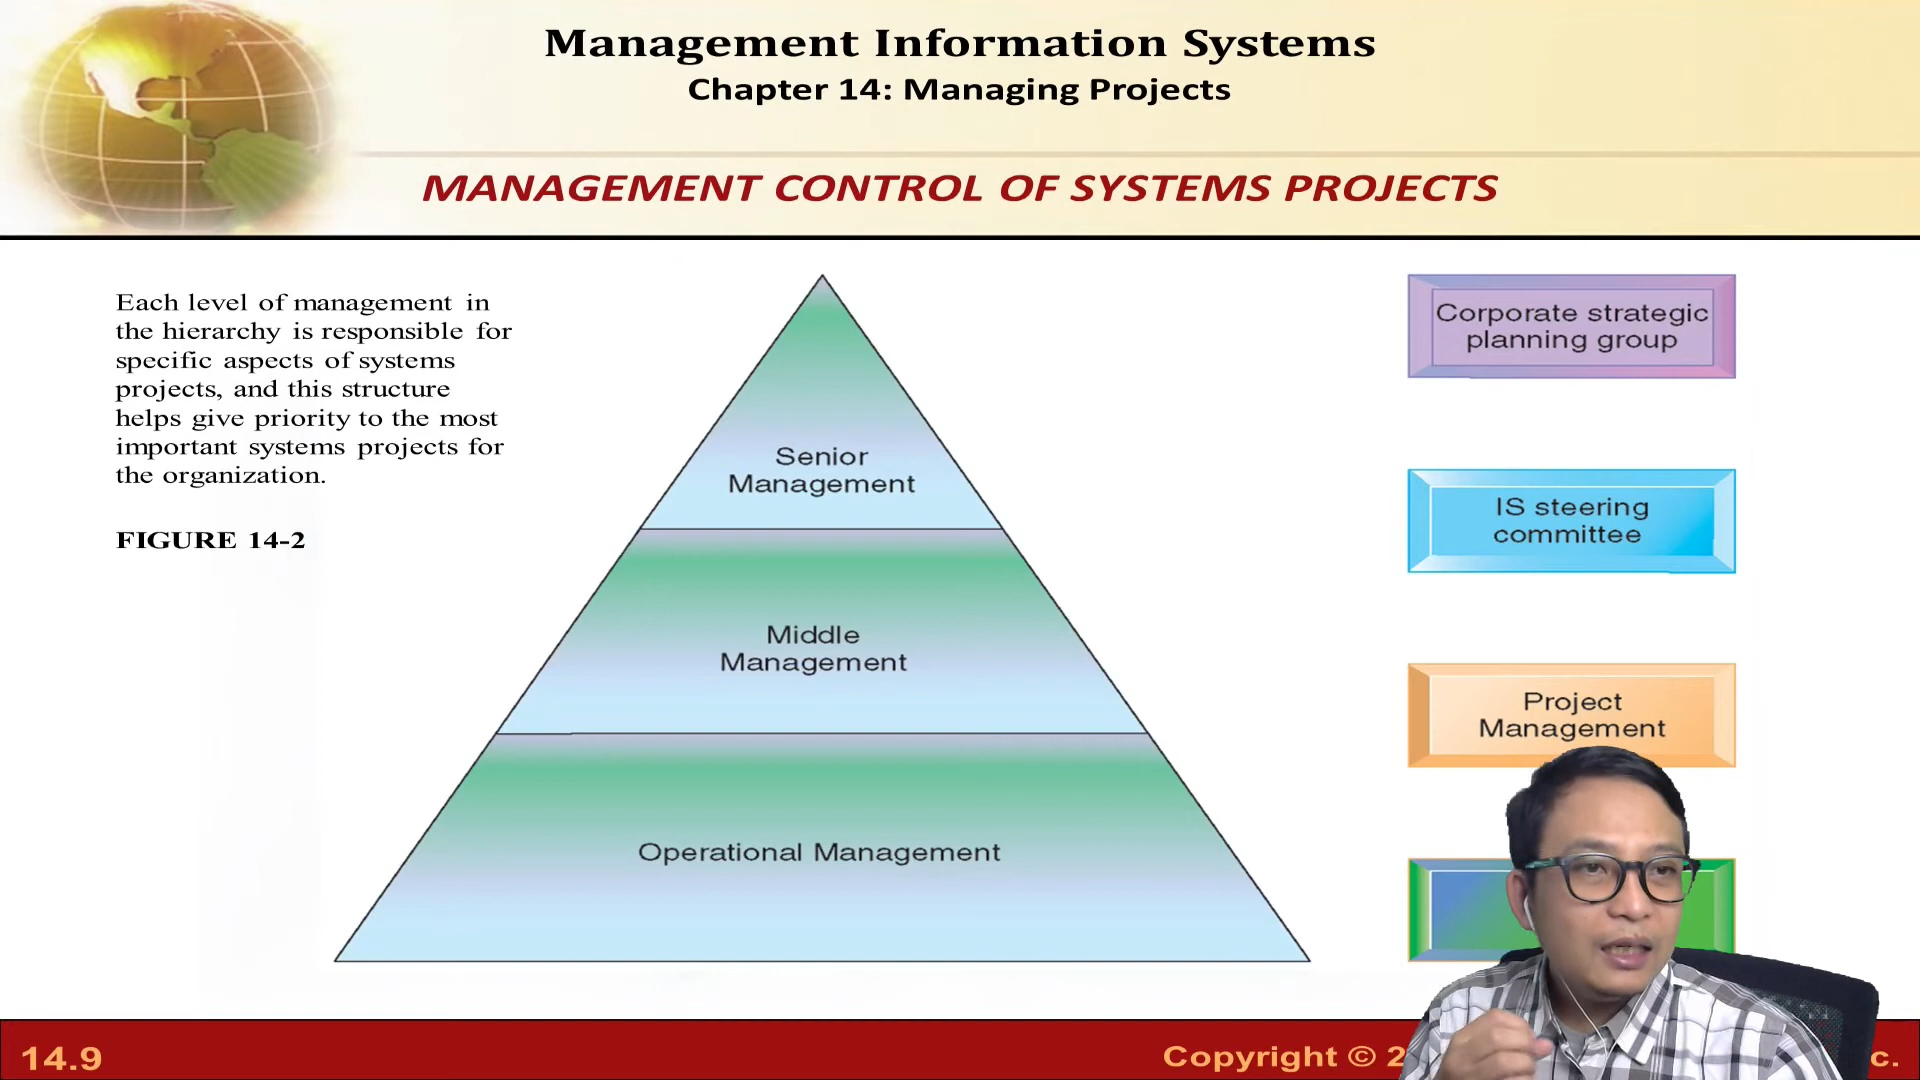 Management Information Systems
Chapter 14: Managing Projects
MANAGEMENT CONTROL OF SYSTEMS PROJECTS
Each level of management in
the hierarchy is responsible for
specific aspects of systems
projects, and this structure
helps give priority to the most
important systems projects for
the organization.
FIGURE 14-2
Senior
Management
Middle
Management
Operational Management
Corporate strategic
planning group
IS steering
committee
Project
Management
14.9
Copyright ©